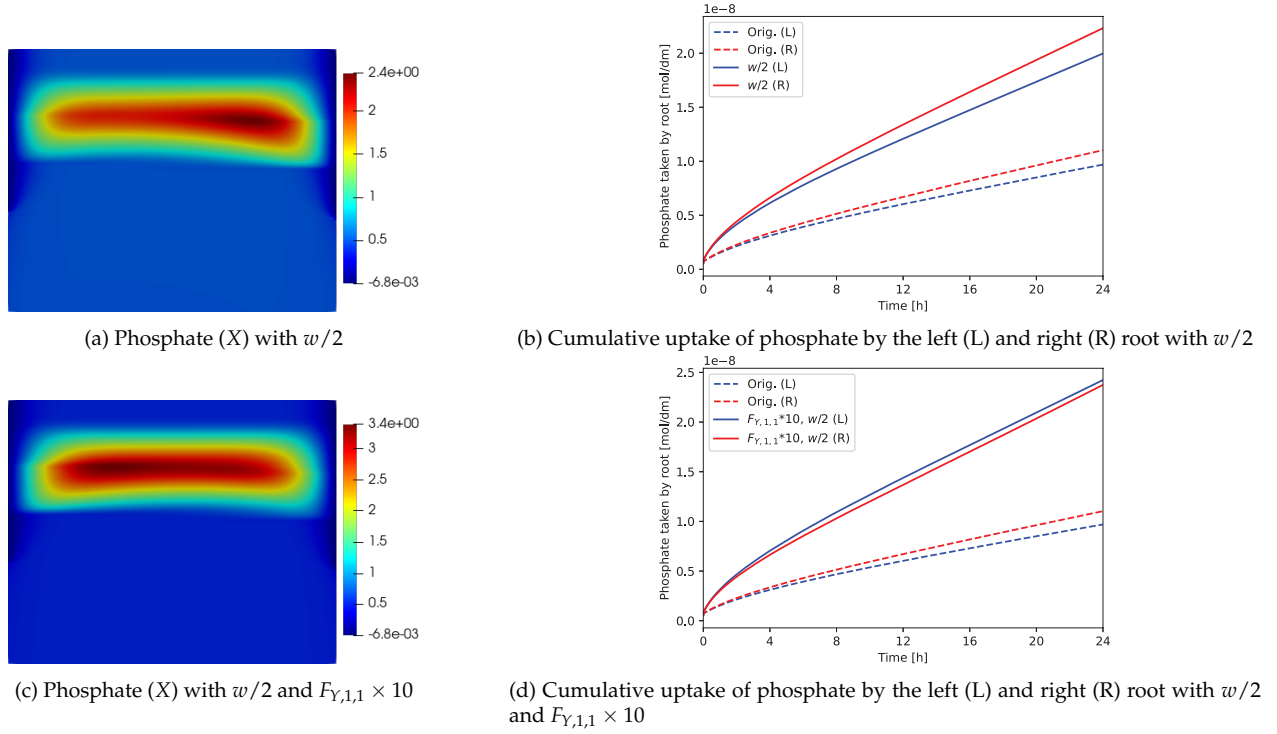 2.4e+00
2
1.5
1
0.5
-6.8e-03
(a) Phosphate (X) with w/2
1e−8
Phosphate taken by root [mol/dm]
2.0
1.5
1.0
0.5
0.0
Orig. (L)
Orig. (R)
w/2 (L)
w/2 (R)
0 4 8 12 16 20 24
Time [h]
(b) Cumulative uptake of phosphate by the left (L) and right (R) root with w/2
3.4e+00
3
2.5
2
1.5
1
0.5
-6.8e-03
(c) Phosphate (X) with w/2 and F_{Y,1,1} × 10
1e−8
Phosphate taken by root [mol/dm]
2.5
2.0
1.5
1.0
0.5
0.0
Orig. (L)
Orig. (R)
F_{Y,1,1}*10, w/2 (L)
F_{Y,1,1}*10, w/2 (R)
0 4 8 12 16 20 24
Time [h]
(d) Cumulative uptake of phosphate by the left (L) and right (R) root with w/2
and F_{Y,1,1} × 10